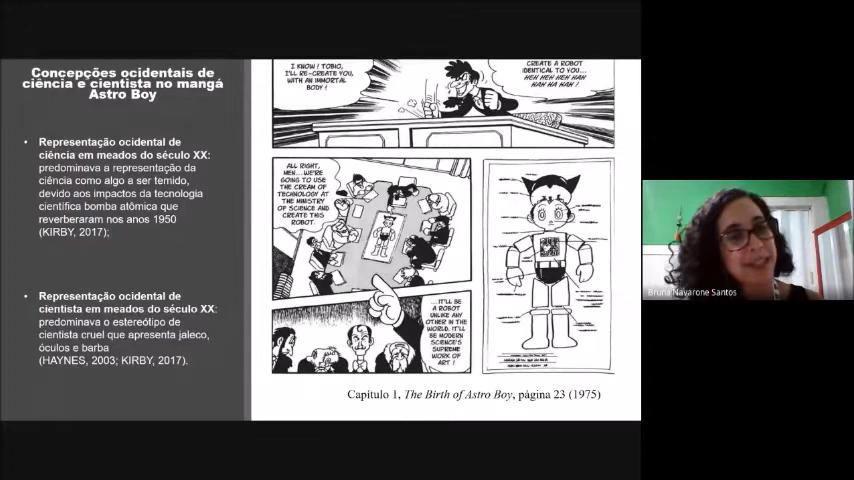 Concepções ocidentais de
ciência e cientista no mangá
Astro Boy
• Representação ocidental de
ciência em meados do século XX:
predominava a representação da
ciência como algo a ser temido,
devido aos impactos da tecnologia
científica bomba atômica que
reverberaram nos anos 1950
(KIRBY, 2017);
• Representação ocidental de
cientista em meados do século XX:
predominava o estereótipo de
cientista cruel que apresenta jaleco,
óculos e barba
(HAYNES, 2003; KIRBY, 2017).
I KNOW! TOBIO,
I'LL RE-CREATE YOU,
WITH AN IMMORTAL
BODY!
CREATE A ROBOT
IDENTICAL TO YOU...
HEH HEH HEH HAH
HAH HA HAH!
ALL RIGHT,
MEN...WE'RE
GOING TO USE
THE CREAM OF
TECHNOLOGY AT
THE MINISTRY
OF SCIENCE AND
CREATE THIS
ROBOT.
...IT'LL BE
A ROBOT
UNLIKE ANY
OTHER IN THE
WORLD. IT'LL
BE MODERN
SCIENCE'S
SUPREME
WORK OF
ART!
Capítulo 1, The Birth of Astro Boy, página 23 (1975)
Bruna Navarone Santos